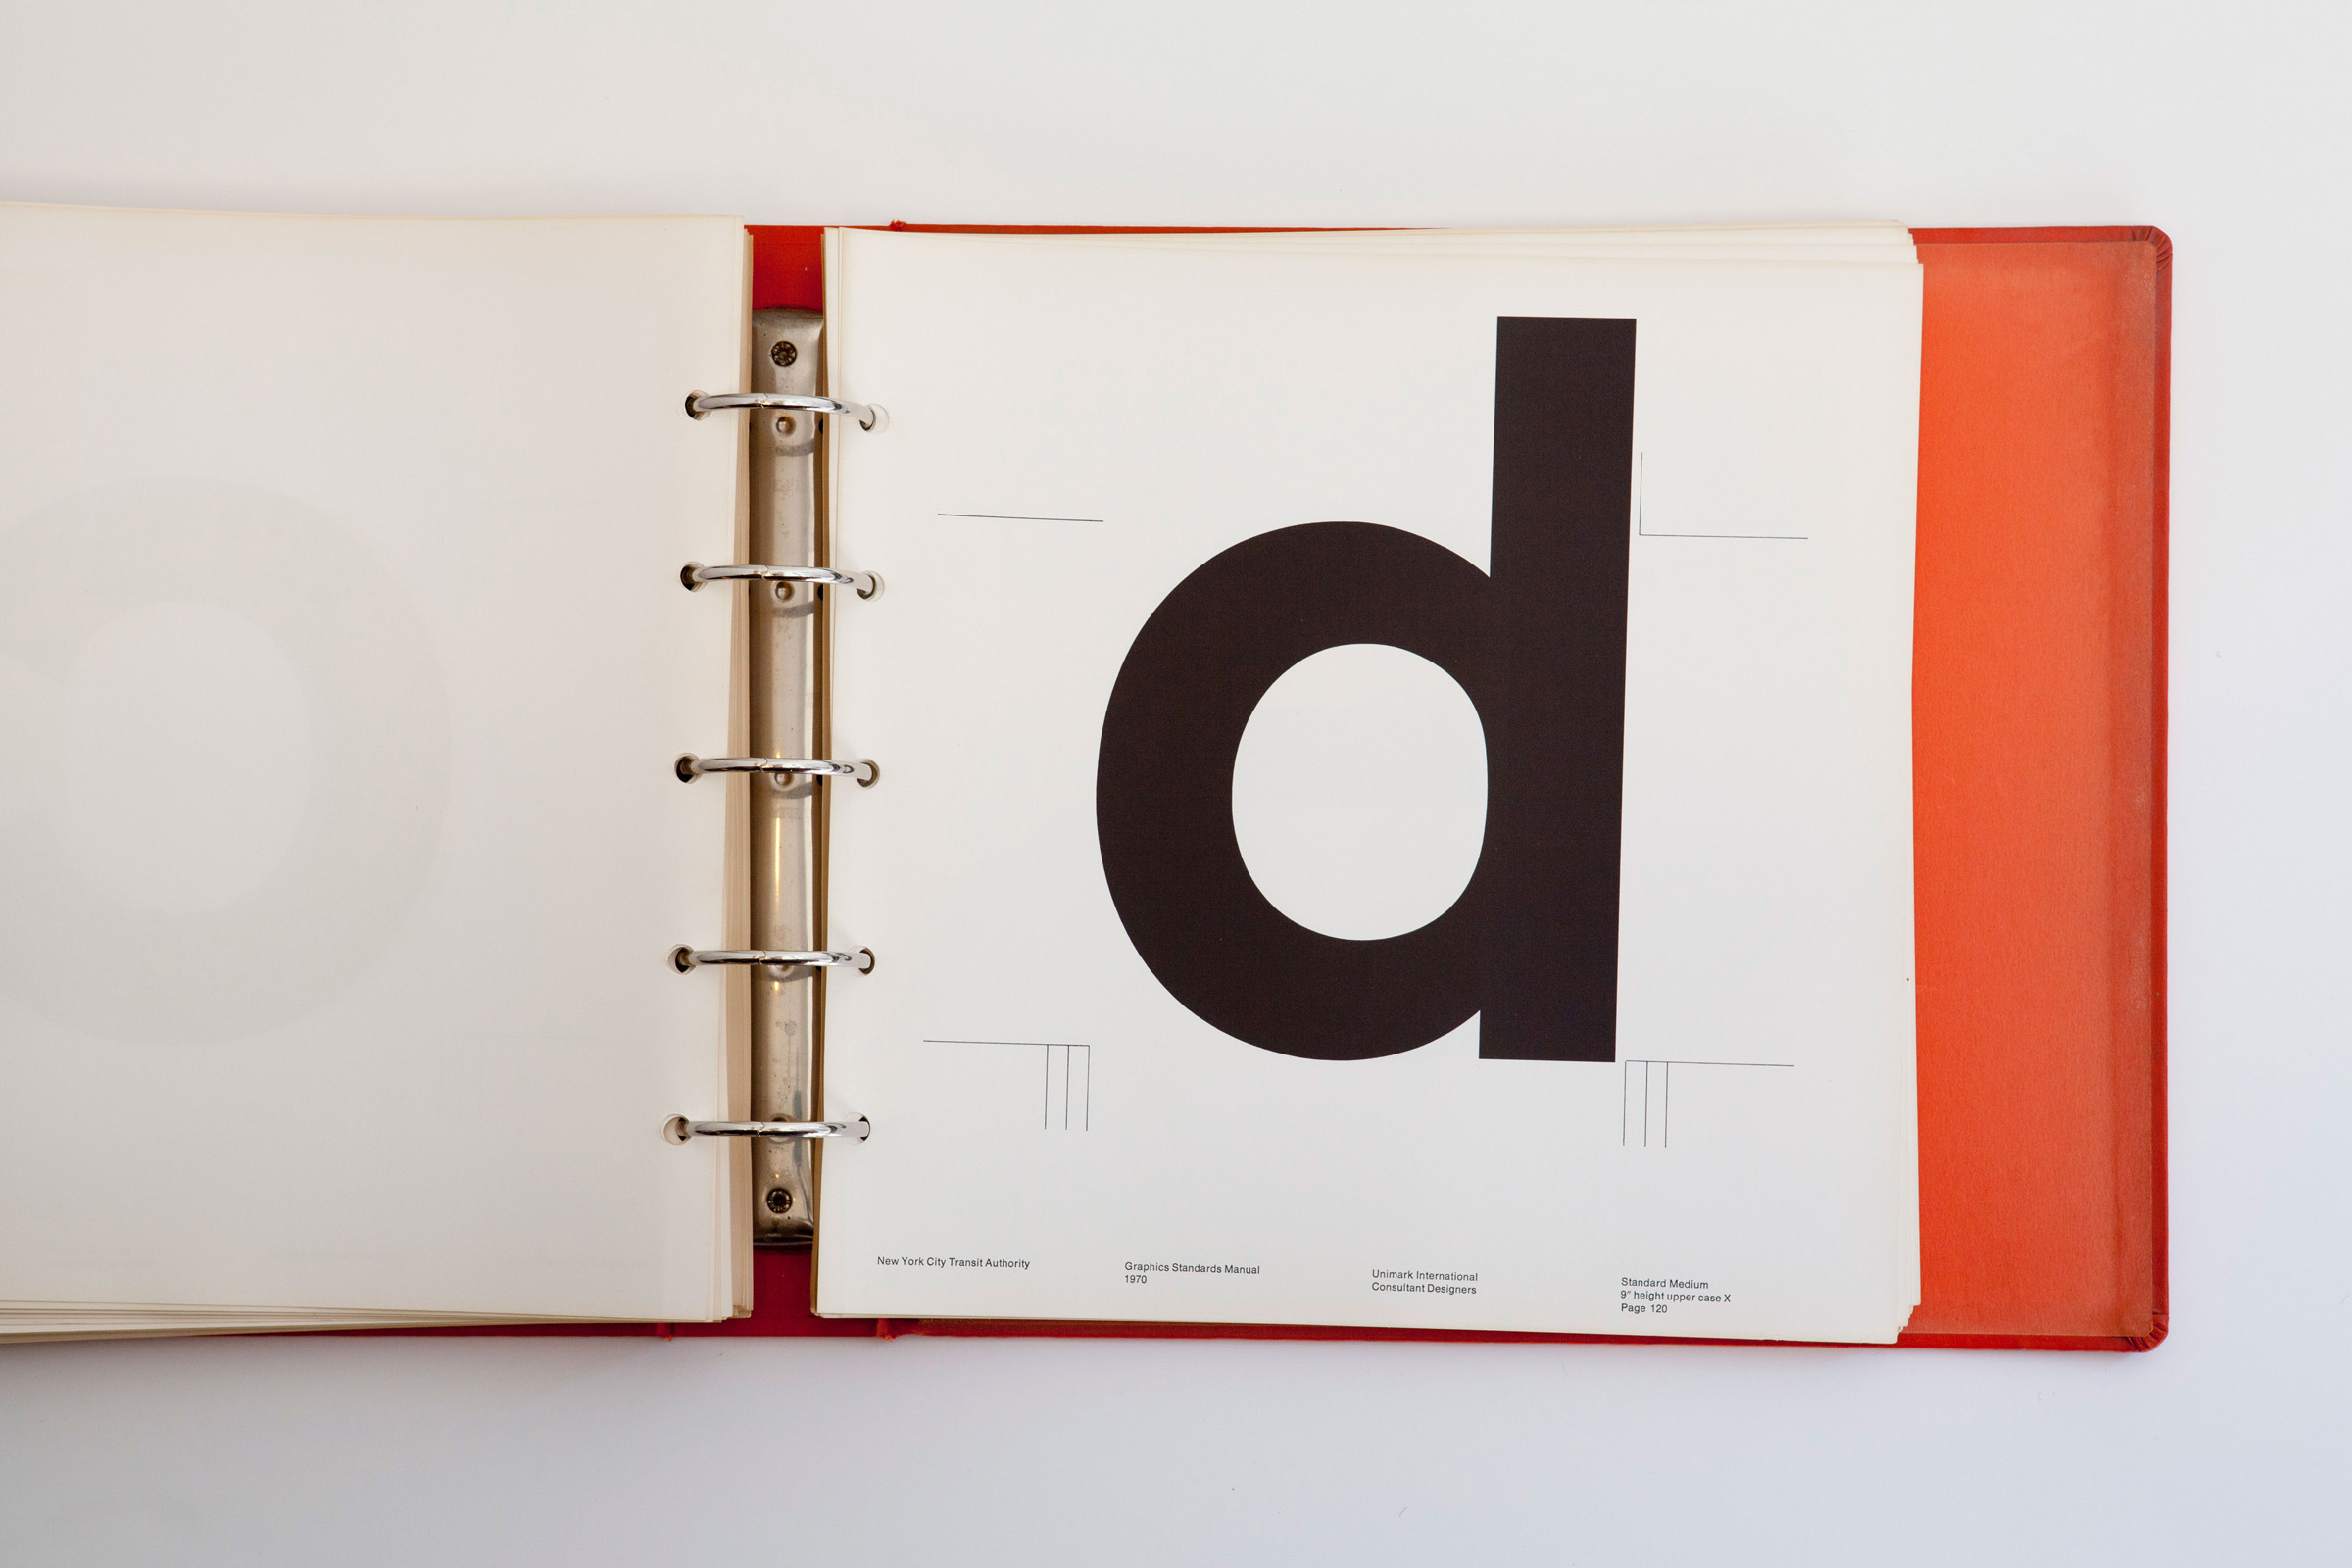 d
New York City Transit Authority
Graphics Standards Manual
1970
Unimark International
Consultant Designers
Standard Medium
9" height upper case X
Page 120